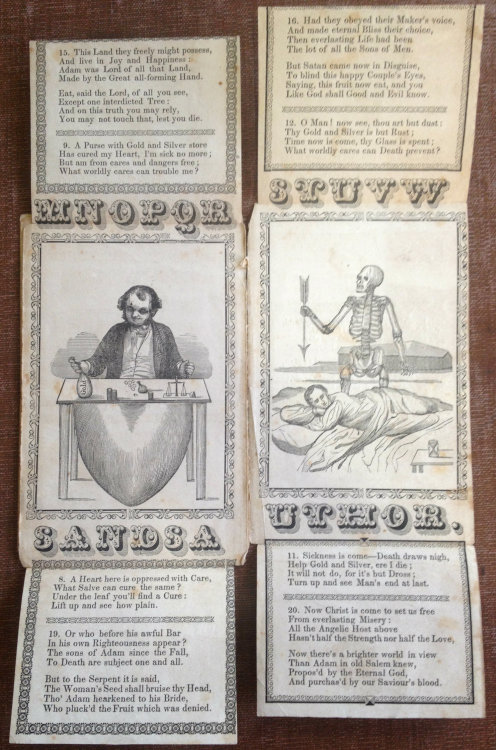 15. This Land they freely might possess,
And live in Joy and Happiness :
Adam was Lord of all that Land,
Made by the Great all-forming Hand.
Eat, said the Lord, of all you see,
Except one interdicted Tree :
And on this truth you may rely,
You may not touch that, lest you die.
9. A Purse with Gold and Silver store
Has cured my Heart, I'm sick no more ;
But am from cares and dangers free ;
What worldly cares can trouble me ?
MNOPQR
Gold
SANDSA
8. A Heart here is oppressed with Care,
What Salve can cure the same ?
Under the leaf you'll find a Cure :
Lift up and see how plain.
19. Or who before his awful Bar
In his own Righteousness appear ?
The sons of Adam since the Fall,
To Death are subject one and all.
But to the Serpent it is said,
The Woman's Seed shall bruise thy Head,
Tho' Adam hearkened to his Bride,
Who pluck'd the Fruit which was denied.
16. Had they obeyed their Maker's voice,
And made eternal Bliss their choice,
Then everlasting Life had been
The lot of all the Sons of Men.
But Satan came now in Disguise,
To blind this happy Couple's Eyes,
Saying, this fruit now eat, and you
Like God shall Good and Evil know.
12. O Man ! now see, thou art but dust :
Thy Gold and Silver is but Rust ;
Time now is come, thy Glass is spent ;
What worldly cares can Death prevent ?
STUVW
UTHOR.
11. Sickness is come—Death draws nigh,
Help Gold and Silver, ere I die ;
It will not do, for it's but Dross ;
Turn up and see Man's end at last.
20. Now Christ is come to set us free
From everlasting Misery :
All the Angelic Host above
Hasn't half the Strength nor half the Love,
Now there's a brighter world in view
Than Adam in old Salem knew,
Propos'd by the Eternal God,
And purchas'd by our Saviour's blood.